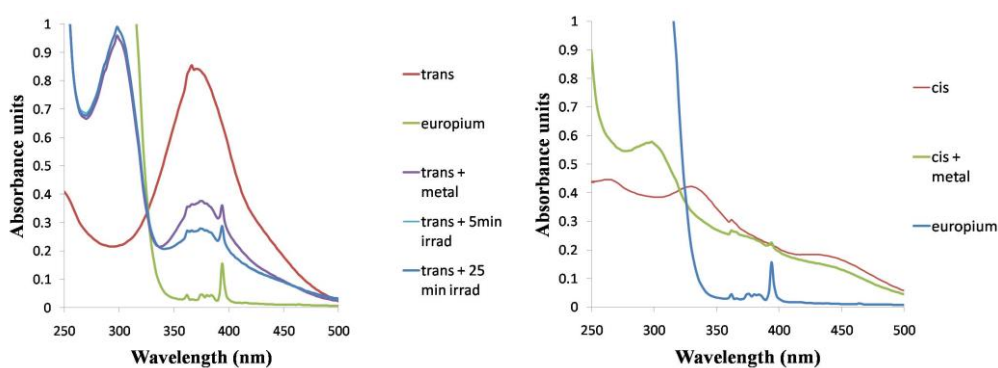 1
0.9
0.8
0.7
0.6
0.5
0.4
0.3
0.2
0.1
0
250
300
350
400
450
500
Absorbance units
Wavelength (nm)
trans
europium
trans +
metal
trans + 5min
irrad
trans + 25
min irrad
1
0.9
0.8
0.7
0.6
0.5
0.4
0.3
0.2
0.1
0
250
300
350
400
450
500
Absorbance units
Wavelength (nm)
cis
cis +
metal
europium